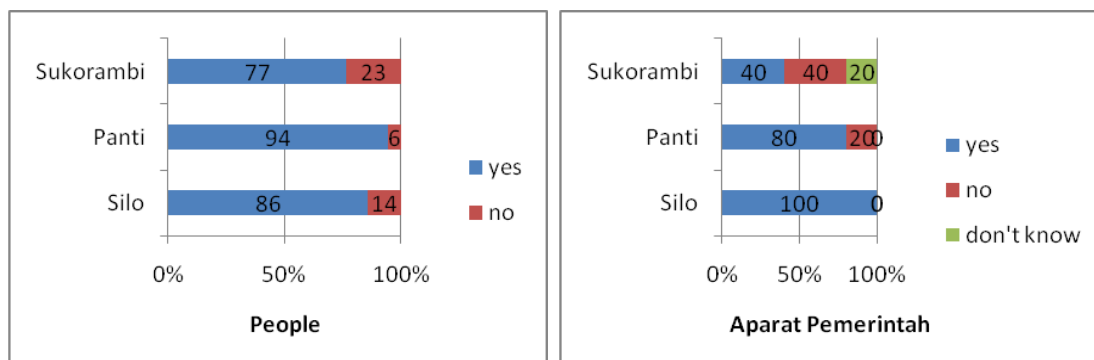 Sukorambi 77 23
Panti 94 6
Silo 86 14
0% 50% 100%
People
yes
no
Sukorambi 40 40 20
Panti 80 20 0
Silo 100 0
0% 50% 100%
Aparat Pemerintah
yes
no
don't know